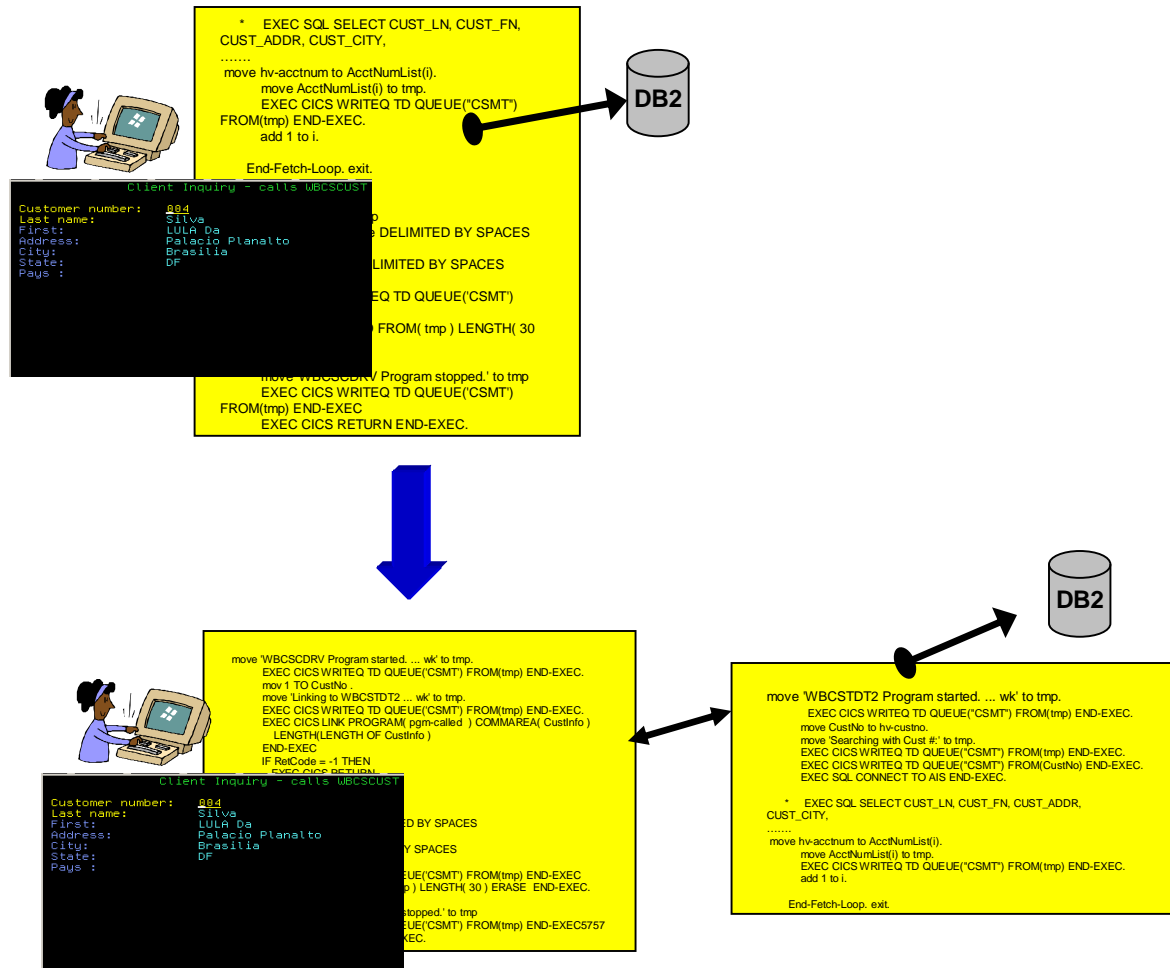 * EXEC SQL SELECT CUST_LN, CUST_FN,
CUST_ADDR, CUST_CITY,
.......
move hv-acctnum to AcctNumList(i).
move AcctNumList(i) to tmp.
EXEC CICS WRITEQ TD QUEUE("CSMT")
FROM(tmp) END-EXEC.
add 1 to i.
End-Fetch-Loop. exit.
DB2
Client Inquiry - calls WBCSCUST
Customer number: 004
Last name: Silva
First: LULA Da
Address: Palacio Planalto
City: Brasilia
State: DF
Pays :
DELIMITED BY SPACES
LIMITED BY SPACES
EQ TD QUEUE('CSMT')
FROM( tmp ) LENGTH( 30
move 'WBCSCDRV Program stopped.' to tmp
EXEC CICS WRITEQ TD QUEUE('CSMT')
FROM(tmp) END-EXEC
EXEC CICS RETURN END-EXEC.
move 'WBCSCDRV Program started. ... wk' to tmp.
EXEC CICS WRITEQ TD QUEUE('CSMT') FROM(tmp) END-EXEC.
mov 1 TO CustNo .
move 'Linking to WBCSTDT2 ... wk' to tmp.
EXEC CICS WRITEQ TD QUEUE('CSMT') FROM(tmp) END-EXEC.
EXEC CICS LINK PROGRAM( pgm-called ) COMMAREA( CustInfo )
LENGTH(LENGTH OF CustInfo )
END-EXEC
IF RetCode = -1 THEN
EXEC CICS RETURN
Client Inquiry - calls WBCSCUST
Customer number: 004
Last name: Silva
First: LULA Da
Address: Palacio Planalto
City: Brasilia
State: DF
Pays :
ED BY SPACES
Y SPACES
UE('CSMT') FROM(tmp) END-EXEC
p ) LENGTH( 30 ) ERASE END-EXEC.
stopped.' to tmp
UE('CSMT') FROM(tmp) END-EXEC5757
EC.
DB2
move 'WBCSTDT2 Program started. ... wk' to tmp.
EXEC CICS WRITEQ TD QUEUE("CSMT") FROM(tmp) END-EXEC.
move CustNo to hv-custno.
move 'Searching with Cust #:' to tmp.
EXEC CICS WRITEQ TD QUEUE("CSMT") FROM(tmp) END-EXEC.
EXEC CICS WRITEQ TD QUEUE("CSMT") FROM(CustNo) END-EXEC.
EXEC SQL CONNECT TO AIS END-EXEC.
* EXEC SQL SELECT CUST_LN, CUST_FN, CUST_ADDR,
CUST_CITY,
.......
move hv-acctnum to AcctNumList(i).
move AcctNumList(i) to tmp.
EXEC CICS WRITEQ TD QUEUE("CSMT") FROM(tmp) END-EXEC.
add 1 to i.
End-Fetch-Loop. exit.